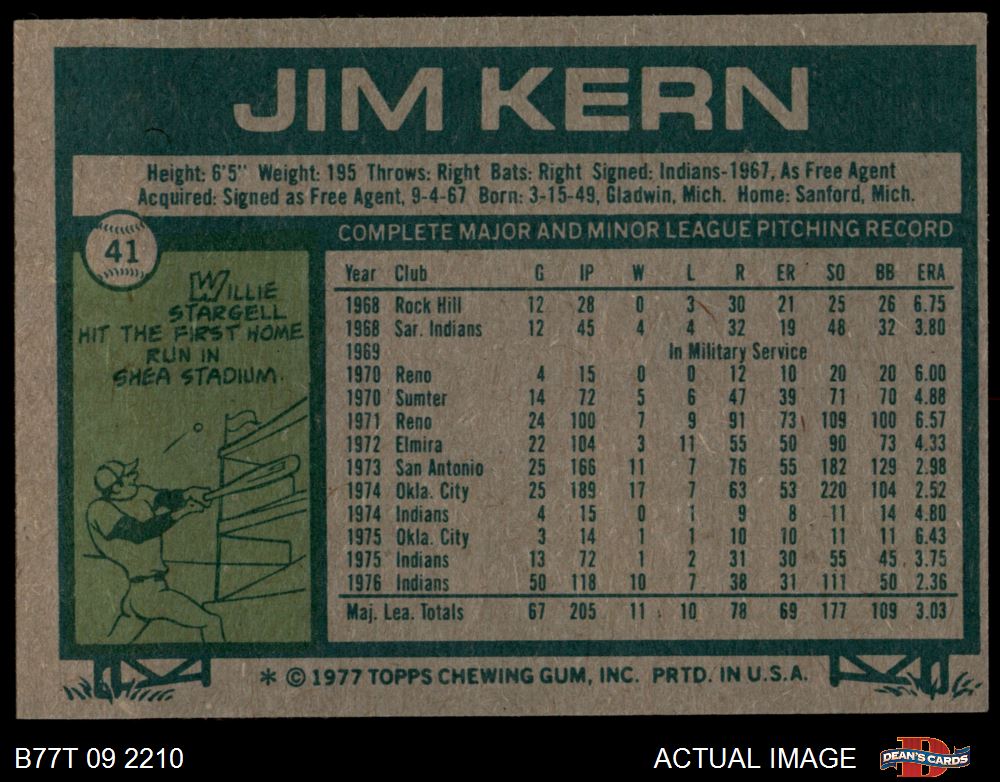 JIM KERN
Height: 6'5" Weight: 195 Throws: Right Bats: Right Signed: Indians-1967, As Free Agent
Acquired: Signed as Free Agent, 9-4-67 Born: 3-15-49, Gladwin, Mich. Home: Sanford, Mich.
41
WILLIE
STARGELL
HIT THE FIRST HOME
RUN IN
SHEA STADIUM.
COMPLETE MAJOR AND MINOR LEAGUE PITCHING RECORD
Year Club G IP W L R ER SO BB ERA
1968 Rock Hill 12 28 0 3 30 21 25 26 6.75
1968 Sar. Indians 12 45 4 4 32 19 48 32 3.80
1969 In Military Service
1970 Reno 4 15 0 0 12 10 20 20 6.00
1970 Sumter 14 72 5 6 47 39 71 70 4.88
1971 Reno 24 100 7 9 91 73 109 100 6.57
1972 Elmira 22 104 3 11 55 50 90 73 4.33
1973 San Antonio 25 166 11 7 76 55 182 129 2.98
1974 Okla. City 25 189 17 7 63 53 220 104 2.52
1974 Indians 4 15 0 1 9 8 11 14 4.80
1975 Okla. City 3 14 1 1 10 10 11 11 6.43
1975 Indians 13 72 1 2 31 30 55 45 3.75
1976 Indians 50 118 10 7 38 31 111 50 2.36
Maj. Lea. Totals 67 205 11 10 78 69 177 109 3.03
* © 1977 TOPPS CHEWING GUM, INC. PRTD. IN U.S.A.
B77T 09 2210
ACTUAL IMAGE
D
DEAN'S CARDS